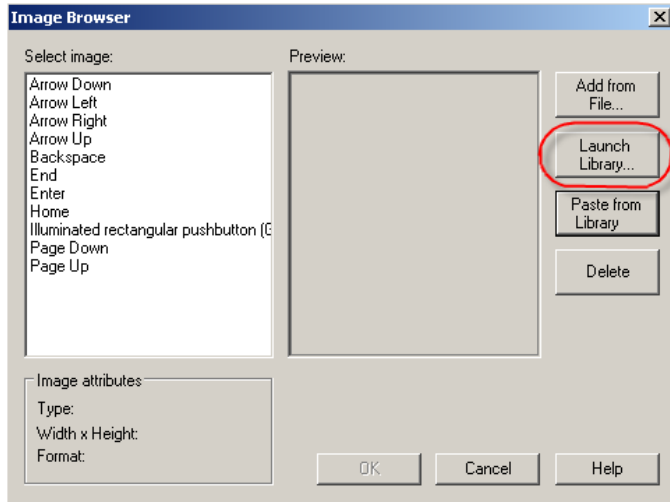 Image Browser
Select image:
Preview:
Arrow Down
Arrow Left
Arrow Right
Arrow Up
Backspace
End
Enter
Home
Illuminated rectangular pushbutton (G
Page Down
Page Up
Add from
File...
Launch
Library...
Paste from
Library
Delete
Image attributes
Type:
Width x Height:
Format:
OK
Cancel
Help